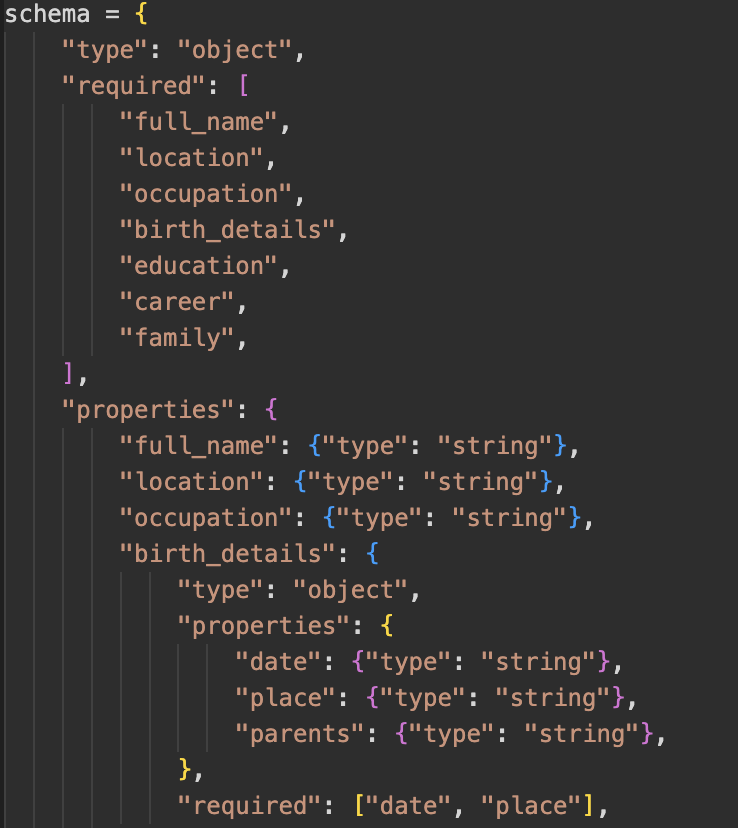 schema = {
    "type": "object",
    "required": [
        "full_name",
        "location",
        "occupation",
        "birth_details",
        "education",
        "career",
        "family",
    ],
    "properties": {
        "full_name": {"type": "string"},
        "location": {"type": "string"},
        "occupation": {"type": "string"},
        "birth_details": {
            "type": "object",
            "properties": {
                "date": {"type": "string"},
                "place": {"type": "string"},
                "parents": {"type": "string"},
            },
            "required": ["date", "place"],